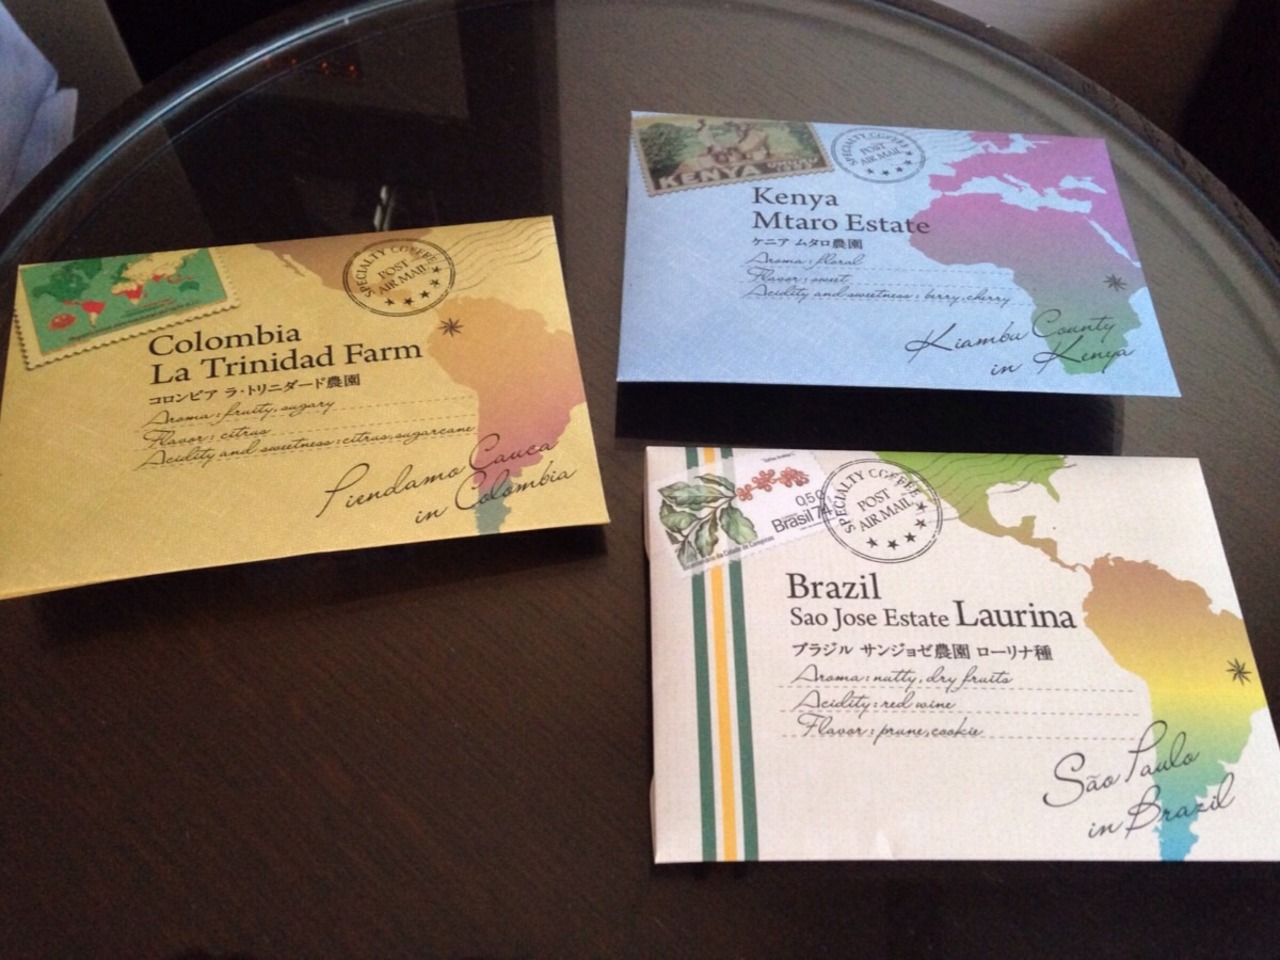 SPECIALTY COFFEE
POST
AIR MAIL
Colombia
La Trinidad Farm
コロンビア ラ・トリニダード農園
Aroma: fruity, sugary
Flavor: citrus
Acidity and sweetness: citrus, sugarcane
Piendamo Cauca
in Colombia
KENYA
SPECIALTY COFFEE
POST
AIR MAIL
Kenya
Mtaro Estate
ケニア ムタロ農園
Aroma: floral
Flavor: sweet
Acidity and sweetness: berry, cherry
Kiambu County
in Kenya
0,50
Brasil 74
SPECIALTY COFFEE
POST
AIR MAIL
Brazil
Sao Jose Estate Laurina
ブラジル サンジョゼ農園 ローリナ種
Aroma: nutty, dry fruits
Acidity: red wine
Flavor: prune, cookie
São Paulo
in Brazil